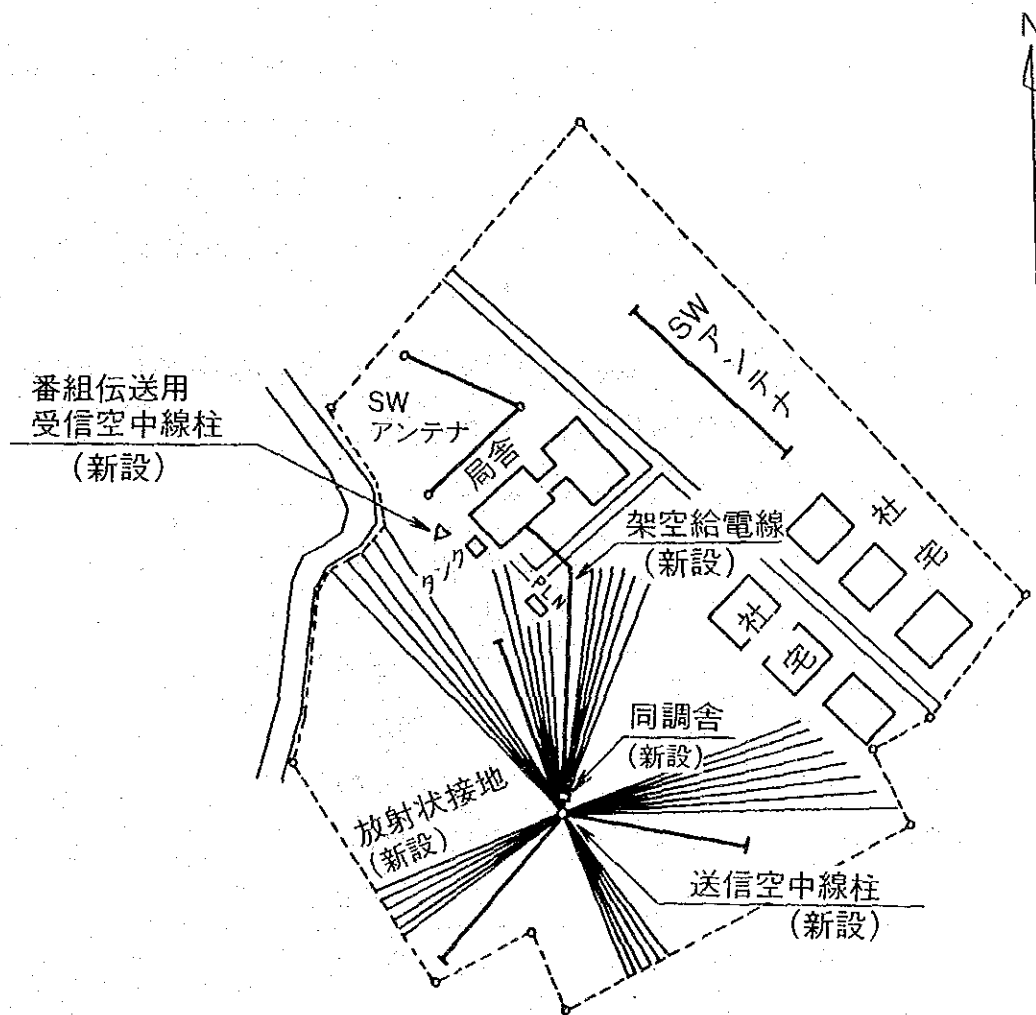 N
SW
アンテナ
番組伝送用
受信空中線柱
(新設)
SW
アンテナ
局舎
架空給電線
(新設)
タンク
社
宅
社
宅
同調舎
(新設)
放射状接地
(新設)
送信空中線柱
(新設)